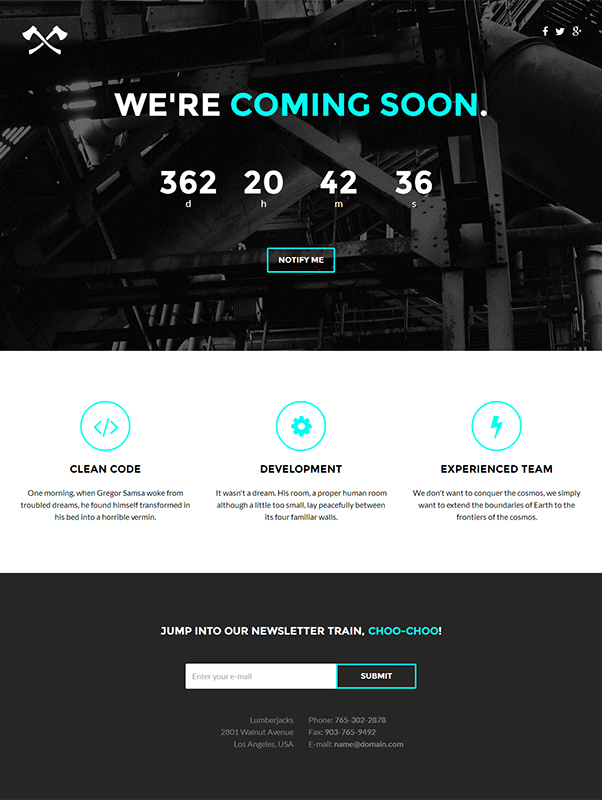 WE'RE COMING SOON.
362 20 42 36
d h m s
NOTIFY ME
</>
CLEAN CODE
One morning, when Gregor Samsa woke from
troubled dreams, he found himself transformed in
his bed into a horrible vermin.
DEVELOPMENT
It wasn't a dream. His room, a proper human room
although a little too small, lay peacefully between
its four familiar walls.
EXPERIENCED TEAM
We don't want to conquer the cosmos, we simply
want to extend the boundaries of Earth to the
frontiers of the cosmos.
JUMP INTO OUR NEWSLETTER TRAIN, CHOO-CHOO!
Enter your e-mail
SUBMIT
Lumberjacks
2801 Walnut Avenue
Los Angeles, USA
Phone: 765-302-2878
Fax: 903-765-9492
E-mail: name@domain.com